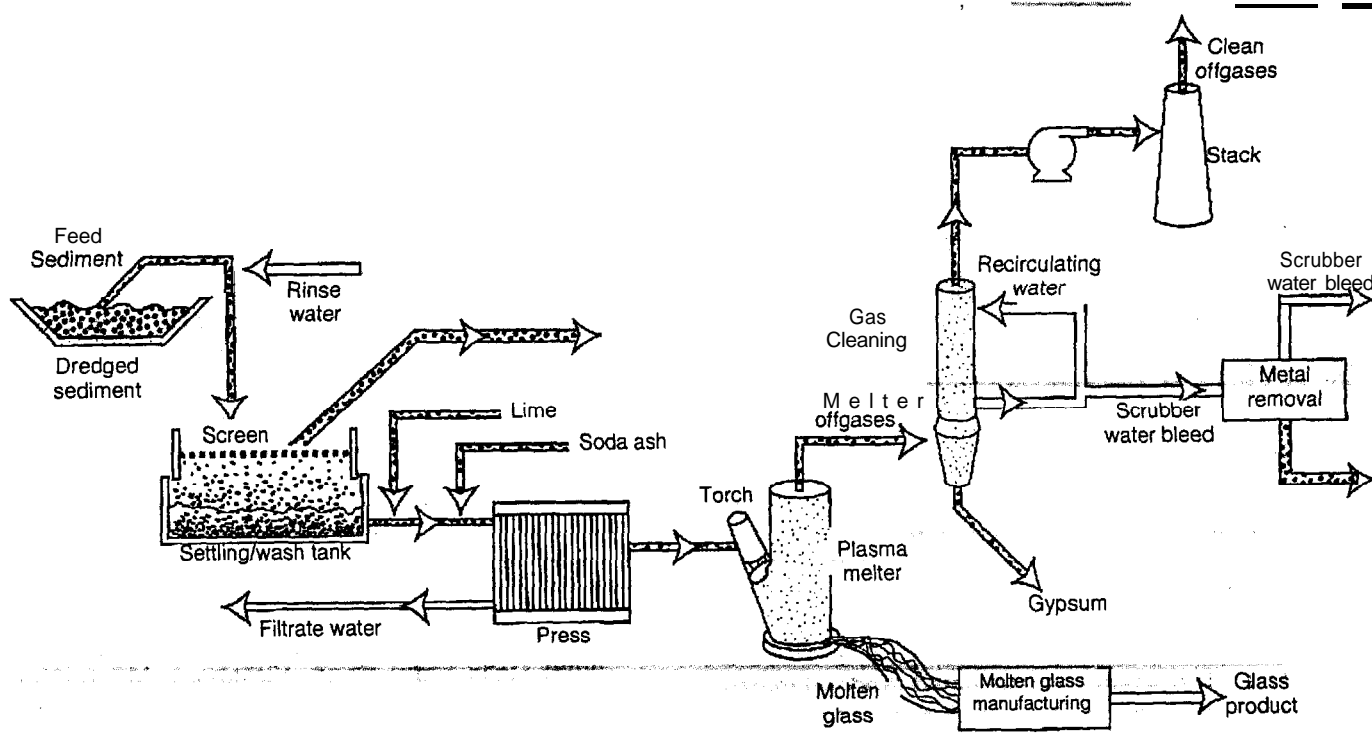 Clean
offgases
Stack
Feed
Sediment
Rinse
water
Dredged
sediment
Recirculating
water
Scrubber
water bleed
Gas
Cleaning
Metal
removal
Melter
offgases
Scrubber
water bleed
Screen
Lime
Soda ash
Settling/wash tank
Torch
Plasma
melter
Gypsum
Filtrate water
Press
Molten
glass
Molten glass
manufacturing
Glass
product